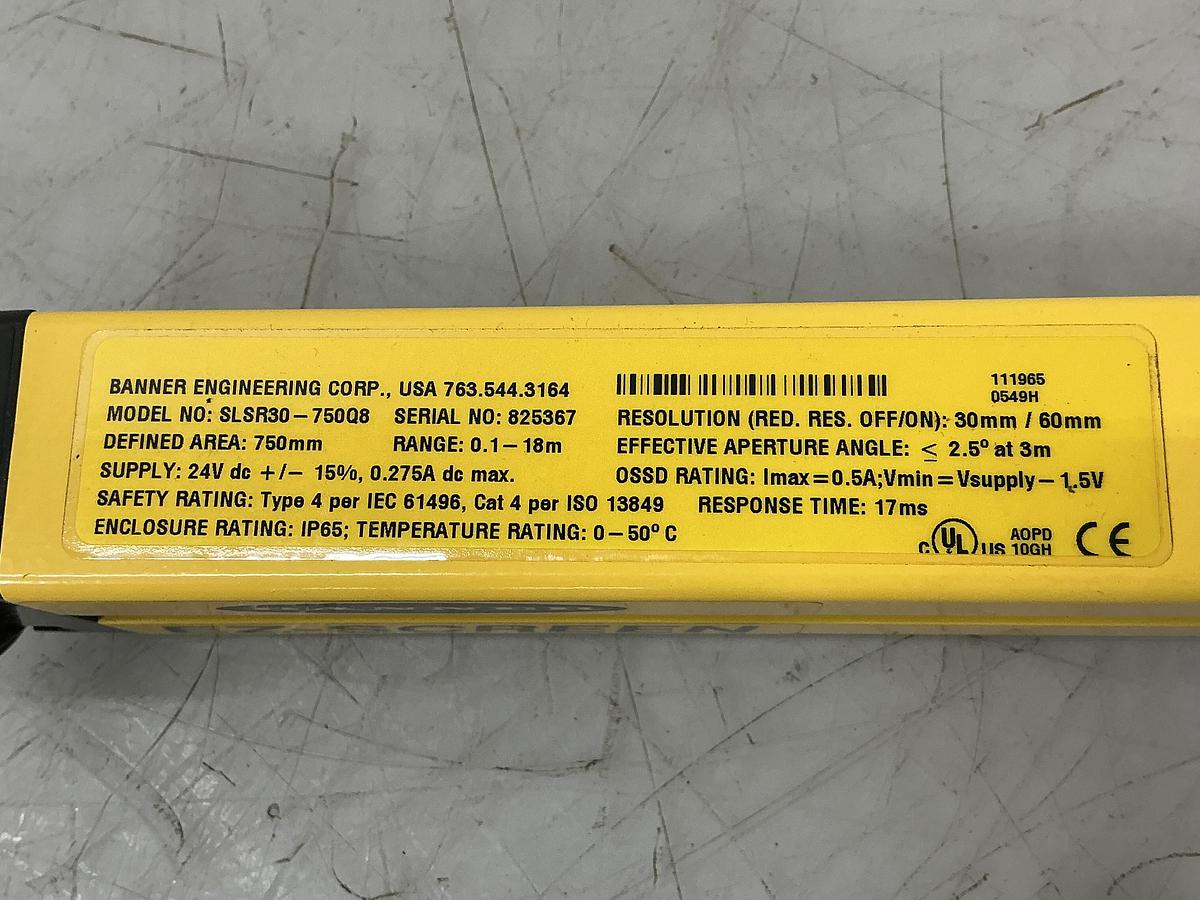 BANNER ENGINEERING CORP., USA 763.544.3164
111965
0549H
MODEL NO: SLSR30-750Q8 SERIAL NO: 825367
RESOLUTION (RED. RES. OFF/ON): 30mm / 60mm
DEFINED AREA: 750mm RANGE: 0.1-18m
EFFECTIVE APERTURE ANGLE: ≤ 2.5° at 3m
SUPPLY: 24V dc +/- 15%, 0.275A dc max.
OSSD RATING: Imax=0.5A;Vmin=Vsupply-1.5V
SAFETY RATING: Type 4 per IEC 61496, Cat 4 per ISO 13849 RESPONSE TIME: 17ms
ENCLOSURE RATING: IP65; TEMPERATURE RATING: 0-50° C
C UL US
AOPD
10GH
CE
EZ-SCREEN